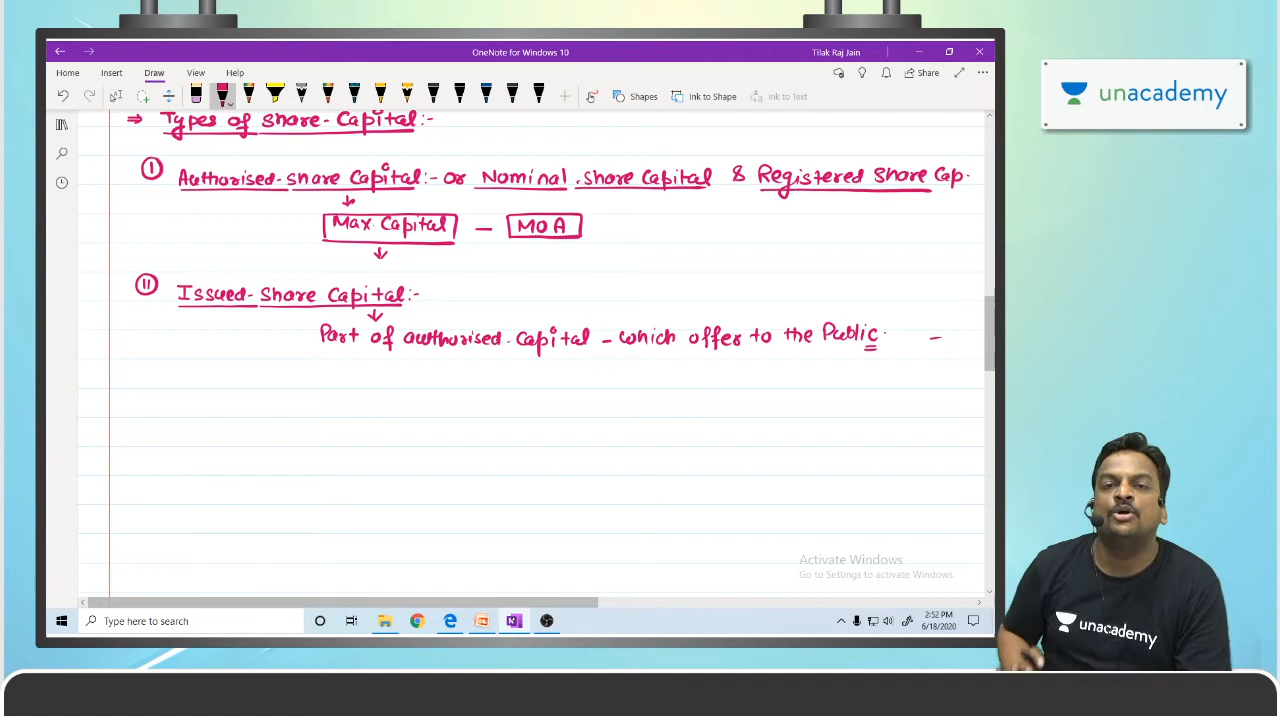 OneNote for Windows 10
Tilak Raj Jain
Home Insert Draw View Help
Share
Shapes Ink to Shape Ink to Text
⇒ Types of share-Capital:-
(I) Authorised-share Capital:- or Nominal.share Capital & Registered Share Cap.
Max. Capital - MOA
(II) Issued-Share Capital:-
Part of authorised.capital - which offer to the Public. -
Activate Windows
Go to Settings to activate Windows.
Type here to search
2:52 PM
6/18/2020
unacademy
unacademy